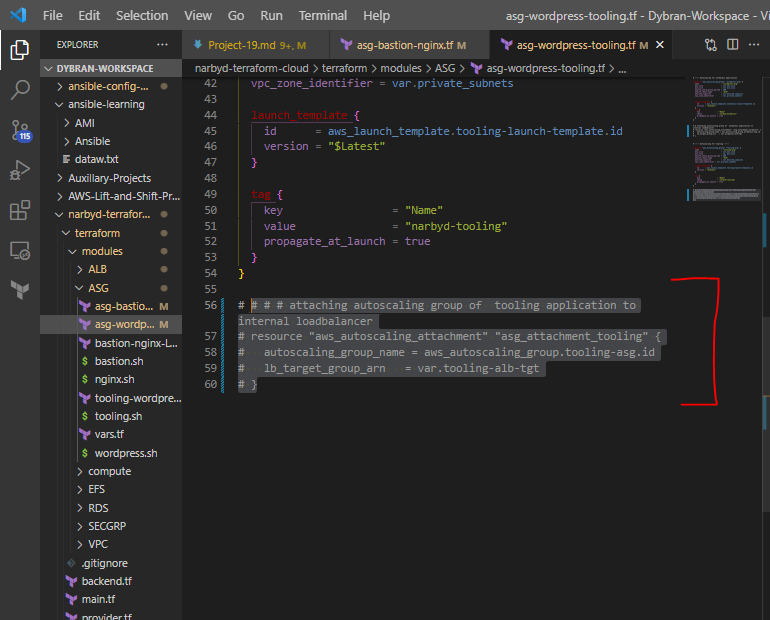 File Edit Selection View Go Run Terminal Help asg-wordpress-tooling.tf - Dybran-Workspace -
EXPLORER ...
Project-19.md 9+, M asg-bastion-nginx.tf M asg-wordpress-tooling.tf M
DYBRAN-WORKSPACE
narbyd-terraform-cloud > terraform > modules > ASG > asg-wordpress-tooling.tf > ...
ansible-config-...
ansible-learning
AMI
Ansible
dataw.txt
Auxillary-Projects
AWS-Lift-and-Shift-Pr...
narbyd-terrafor...
terraform
modules
ALB
ASG
asg-bastio... M
asg-wordp... M
bastion-nginx-L...
$ bastion.sh
$ nginx.sh
tooling-wordpre...
$ tooling.sh
vars.tf
$ wordpress.sh
compute
EFS
RDS
SECGRP
VPC
.gitignore
backend.tf
main.tf
provider.tf
115
42 vpc_zone_identifier = var.private_subnets
43
44 launch_template {
45 id = aws_launch_template.tooling-launch-template.id
46 version = "$Latest"
47 }
48
49 tag {
50 key = "Name"
51 value = "narbyd-tooling"
52 propagate_at_launch = true
53 }
54 }
55
56 # # # # attaching autoscaling group of  tooling application to
internal loadbalancer
57 # resource "aws_autoscaling_attachment" "asg_attachment_tooling" {
58 #   autoscaling_group_name = aws_autoscaling_group.tooling-asg.id
59 #   lb_target_group_arn   = var.tooling-alb-tgt
60 # }